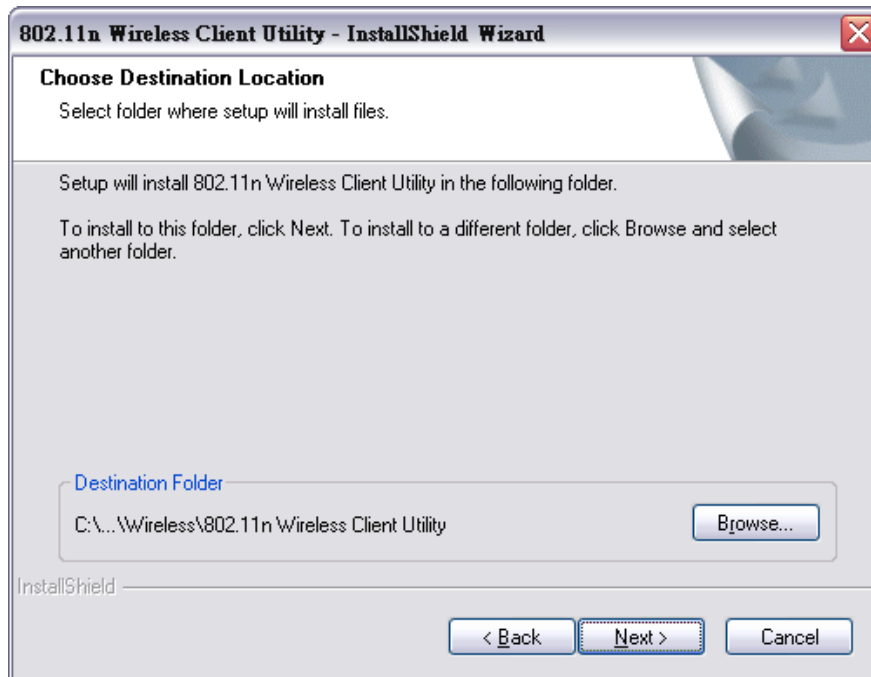 802.11n Wireless Client Utility - InstallShield Wizard
Choose Destination Location
Select folder where setup will install files.
Setup will install 802.11n Wireless Client Utility in the following folder.
To install to this folder, click Next. To install to a different folder, click Browse and select
another folder.
Destination Folder
C:\...\Wireless\802.11n Wireless Client Utility
Browse...
InstallShield
< Back
Next >
Cancel